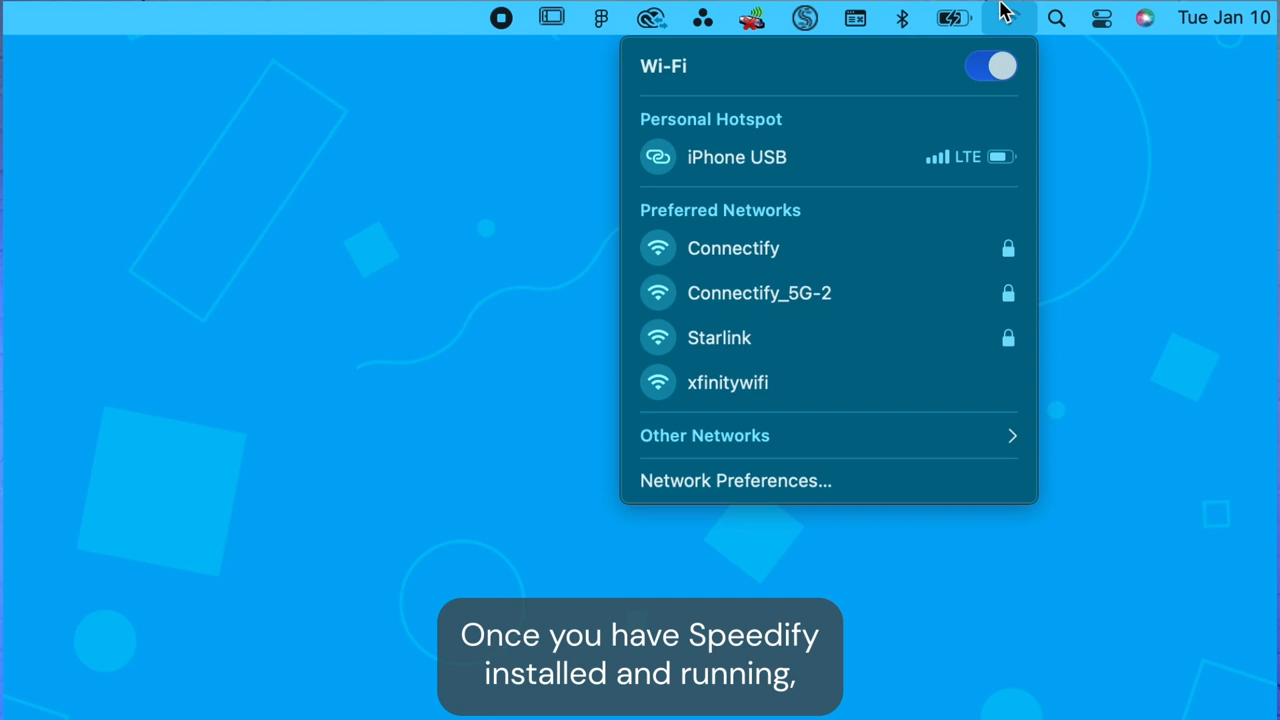 Tue Jan 10
Wi-Fi
Personal Hotspot
iPhone USB LTE
Preferred Networks
Connectify
Connectify_5G-2
Starlink
xfinitywifi
Other Networks
Network Preferences...
Once you have Speedify
installed and running,